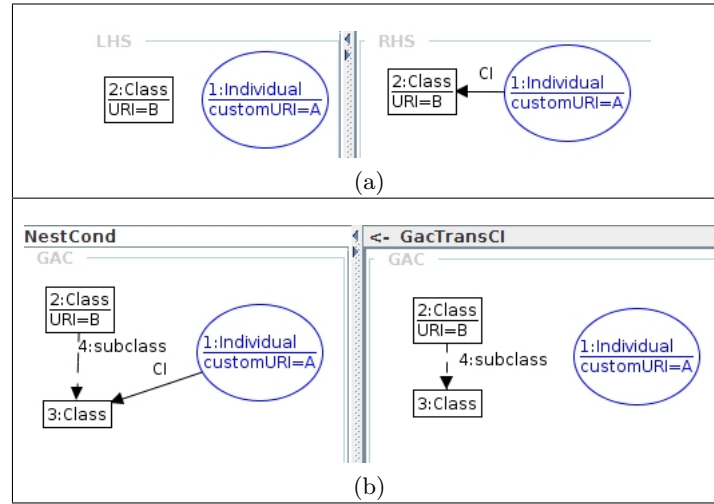 LHS
RHS
2:Class
URI=B
1:Individual
customURI=A
2:Class
URI=B
CI
1:Individual
customURI=A
(a)
NestCond
<- GacTransCI
GAC
GAC
2:Class
URI=B
4:subclass
CI
1:Individual
customURI=A
3:Class
2:Class
URI=B
4:subclass
1:Individual
customURI=A
3:Class
(b)